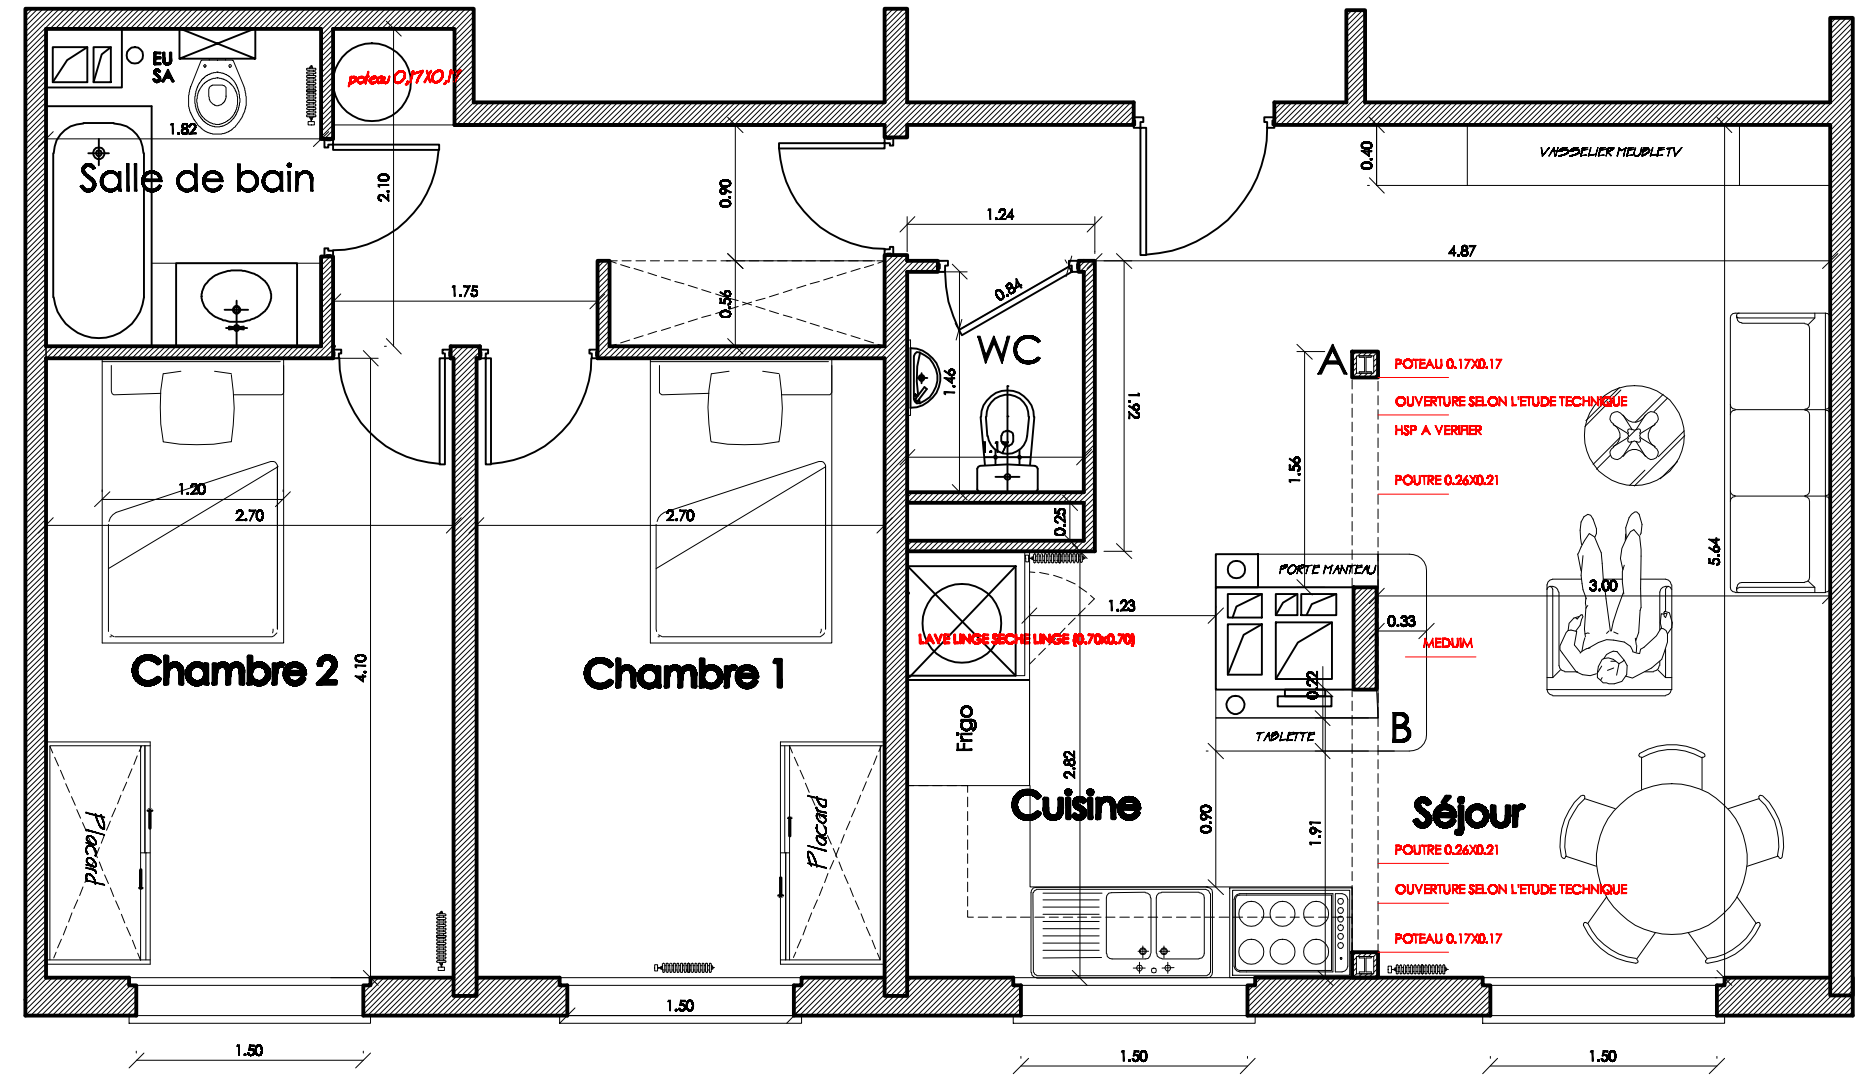 EU
SA
poteau 0,17X0,17
1.82
Salle de bain
2.10
0.90
0.40
VAISSELIER MEUBLE TV
1.24
4.87
1.75
0.56
0.84
WC
1.46
1.17
1.92
0.25
A
POTEAU 0.17X0.17
OUVERTURE SELON L'ETUDE TECHNIQUE
HSP A VERIFIER
1.56
POUTRE 0.26X0.21
1.20
2.70
2.70
5.64
PORTE MANTEAU
3.00
1.23
0.33
LAVE LINGE SECHE LINGE (0.70x0.70)
MEDUIM
Chambre 2
4.10
Chambre 1
0.22
Frigo
B
TABLETTE
2.82
Cuisine
Séjour
0.90
1.91
Placard
Placard
POUTRE 0.26X0.21
OUVERTURE SELON L'ETUDE TECHNIQUE
POTEAU 0.17X0.17
1.50
1.50
1.50
1.50